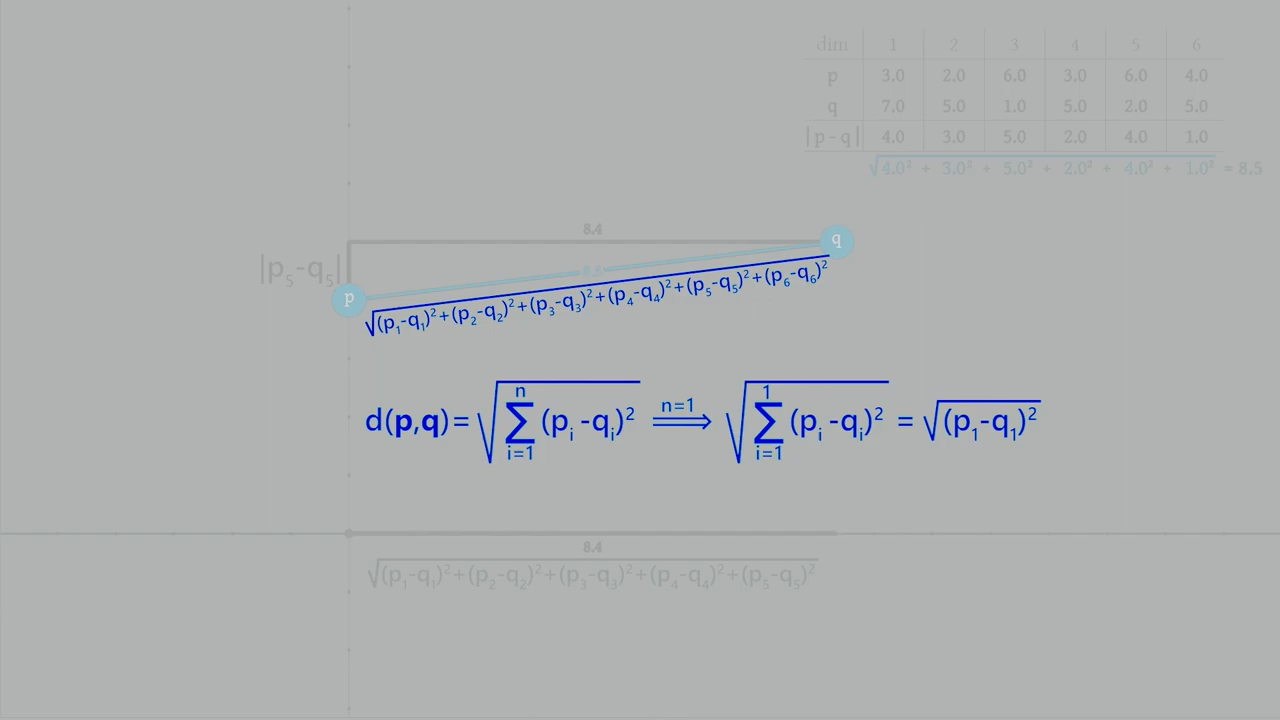 dim 1 2 3 4 5 6
p 3.0 2.0 6.0 3.0 6.0 4.0
q 7.0 5.0 1.0 5.0 2.0 5.0
|p - q| 4.0 3.0 5.0 2.0 4.0 1.0
√4.0² + 3.0² + 5.0² + 2.0² + 4.0² + 1.0² = 8.5
8.4
q
|p₅-q₅|
8.5
p
√(p₁-q₁)²+(p₂-q₂)²+(p₃-q₃)²+(p₄-q₄)²+(p₅-q₅)²+(p₆-q₆)²
d(p,q)=√∑ⁿᵢ₌₁(pᵢ-qᵢ)² n=1⟹ √∑¹ᵢ₌₁(pᵢ-qᵢ)² = √(p₁-q₁)²
8.4
√(p₁-q₁)²+(p₂-q₂)²+(p₃-q₃)²+(p₄-q₄)²+(p₅-q₅)²